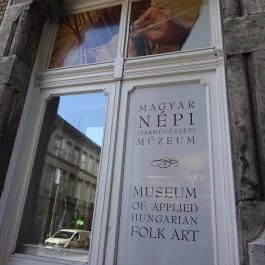 MAGYAR
NÉPI
IPARMŰVÉSZETI
MÚZEUM
MUSEUM
OF APPLIED
HUNGARIAN
FOLK ART